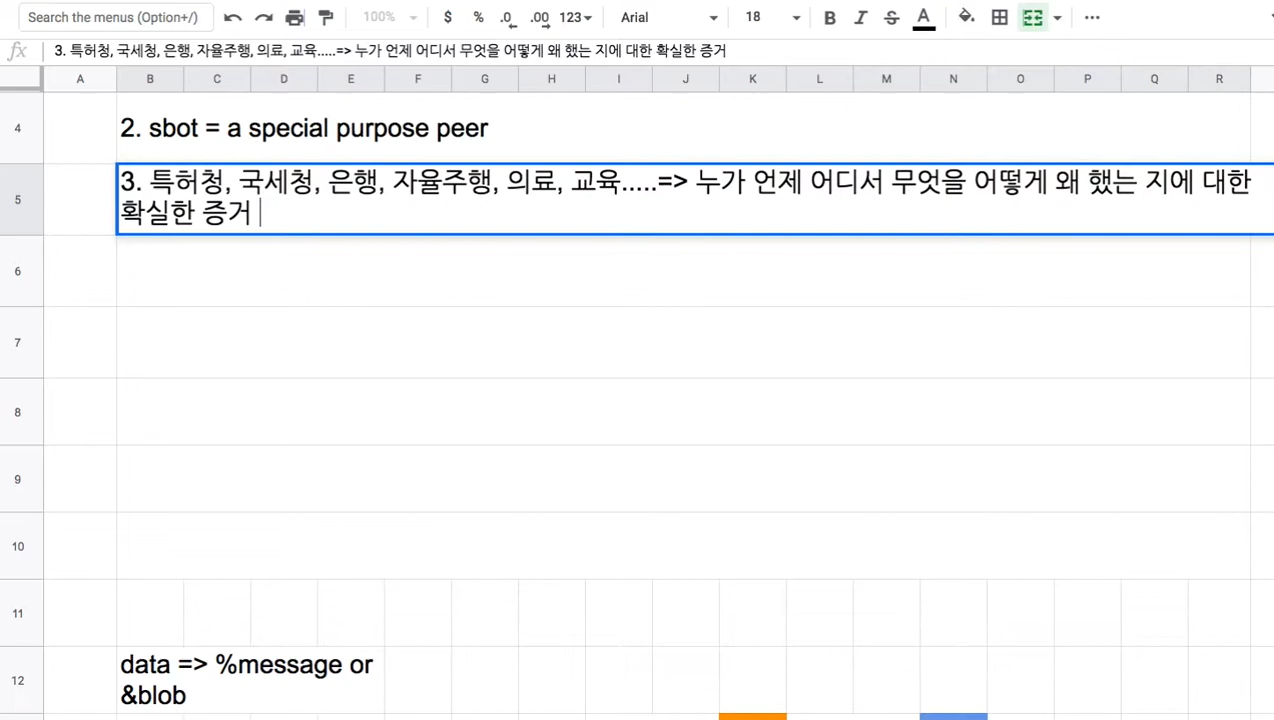 Search the menus (Option+/)
100%
$ % .0 .00 123
Arial
18
B I S A
fx
3. 특허청, 국세청, 은행, 자율주행, 의료, 교육.....=> 누가 언제 어디서 무엇을 어떻게 왜 했는 지에 대한 확실한 증거
A B C D E F G H I J K L M N O P Q R
4
2. sbot = a special purpose peer
5
3. 특허청, 국세청, 은행, 자율주행, 의료, 교육.....=> 누가 언제 어디서 무엇을 어떻게 왜 했는 지에 대한
확실한 증거
6
7
8
9
10
11
12
data => %message or
&blob